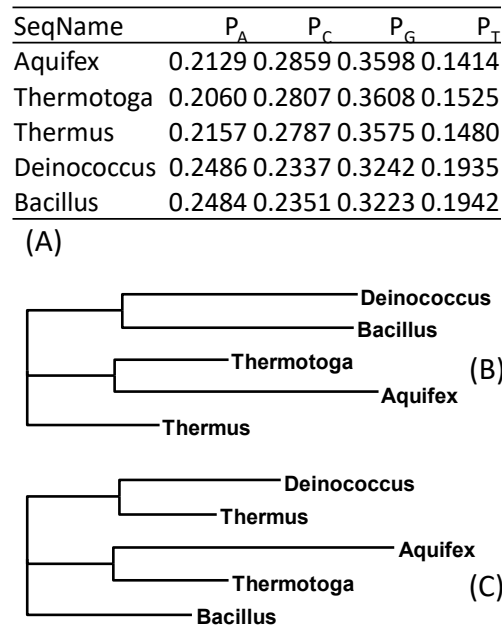 SeqName P_A P_C P_G P_T
Aquifex 0.2129 0.2859 0.3598 0.1414
Thermotoga 0.2060 0.2807 0.3608 0.1525
Thermus 0.2157 0.2787 0.3575 0.1480
Deinococcus 0.2486 0.2337 0.3242 0.1935
Bacillus 0.2484 0.2351 0.3223 0.1942
(A)
Deinococcus
Bacillus
Thermotoga
(B)
Aquifex
Thermus
Deinococcus
Thermus
Aquifex
Thermotoga
(C)
Bacillus